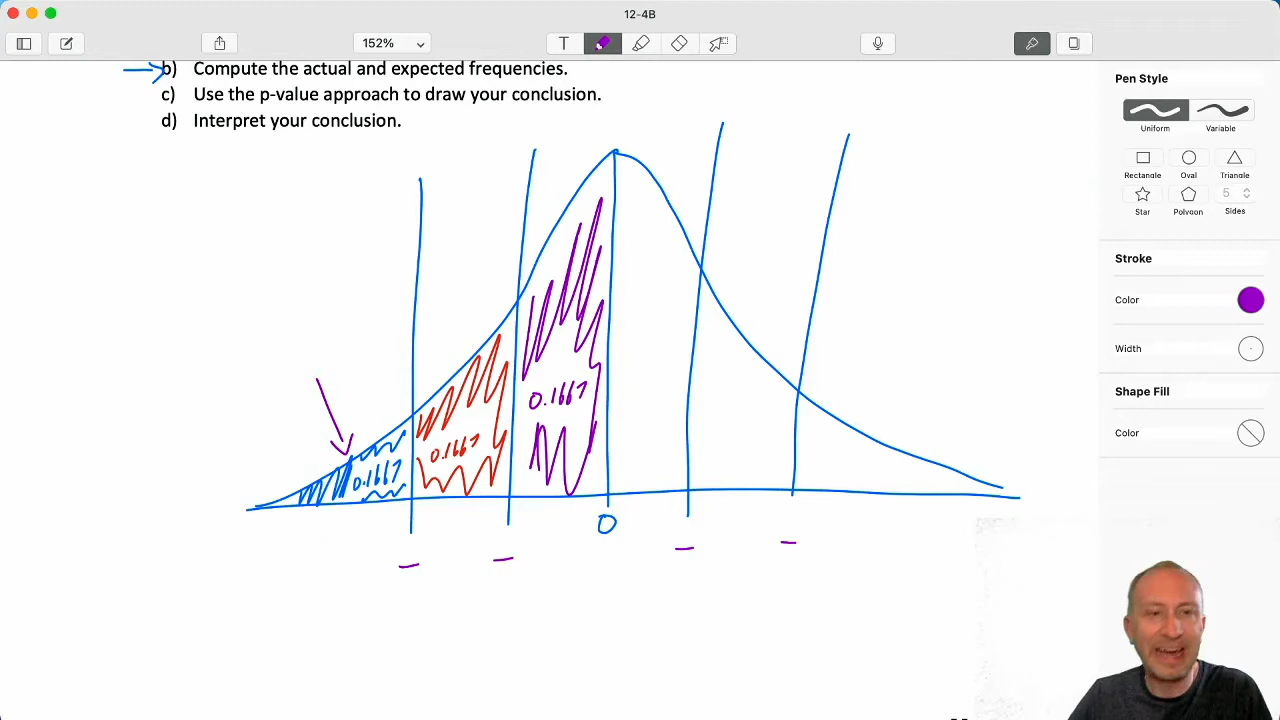 12-4B
152%
T
b) Compute the actual and expected frequencies.
c) Use the p-value approach to draw your conclusion.
d) Interpret your conclusion.
0.1667
0.1667
0.1667
0
Pen Style
Uniform Variable
Rectangle Oval Triangle
5
Star Polygon Sides
Stroke
Color
Width
Shape Fill
Color